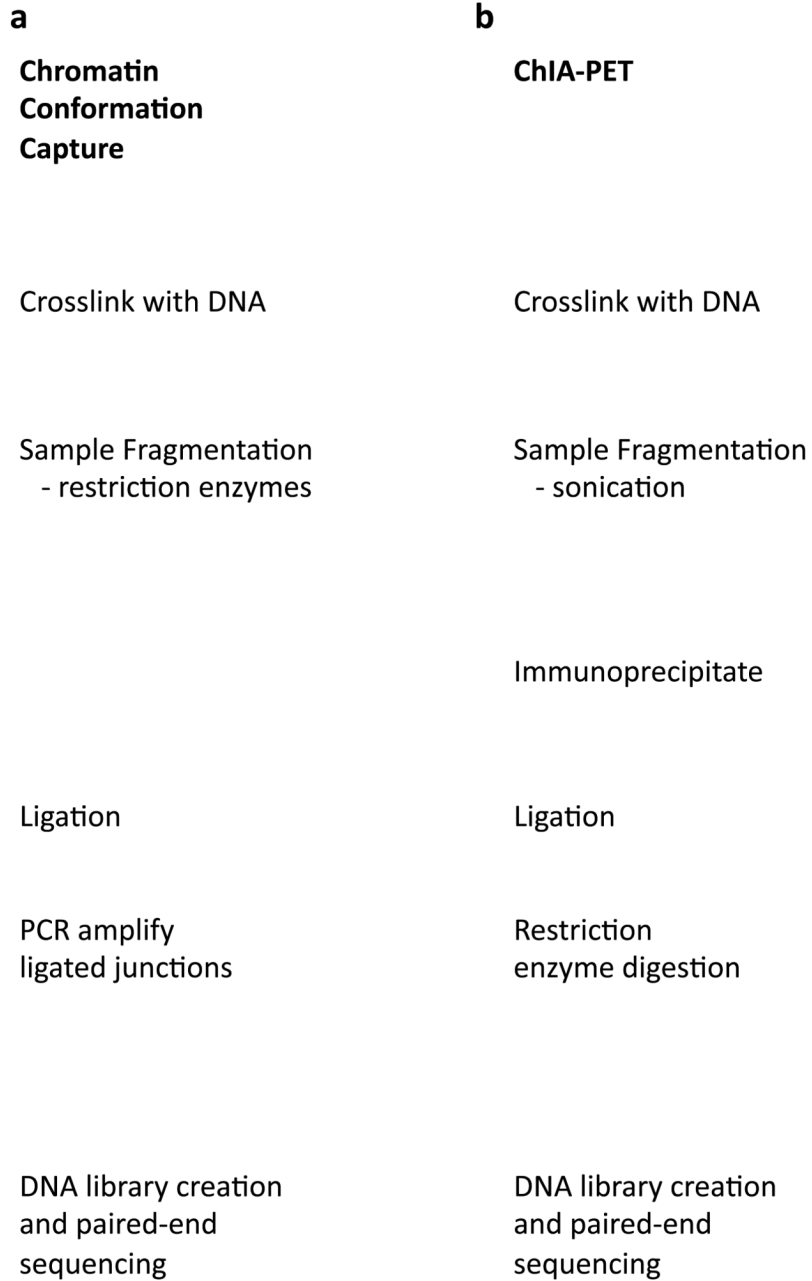 a
Chromatin
Conformation
Capture
Crosslink with DNA
Sample Fragmentation
- restriction enzymes
Ligation
PCR amplify
ligated junctions
DNA library creation
and paired-end
sequencing
b
ChIA-PET
Crosslink with DNA
Sample Fragmentation
- sonication
Immunoprecipitate
Ligation
Restriction
enzyme digestion
DNA library creation
and paired-end
sequencing